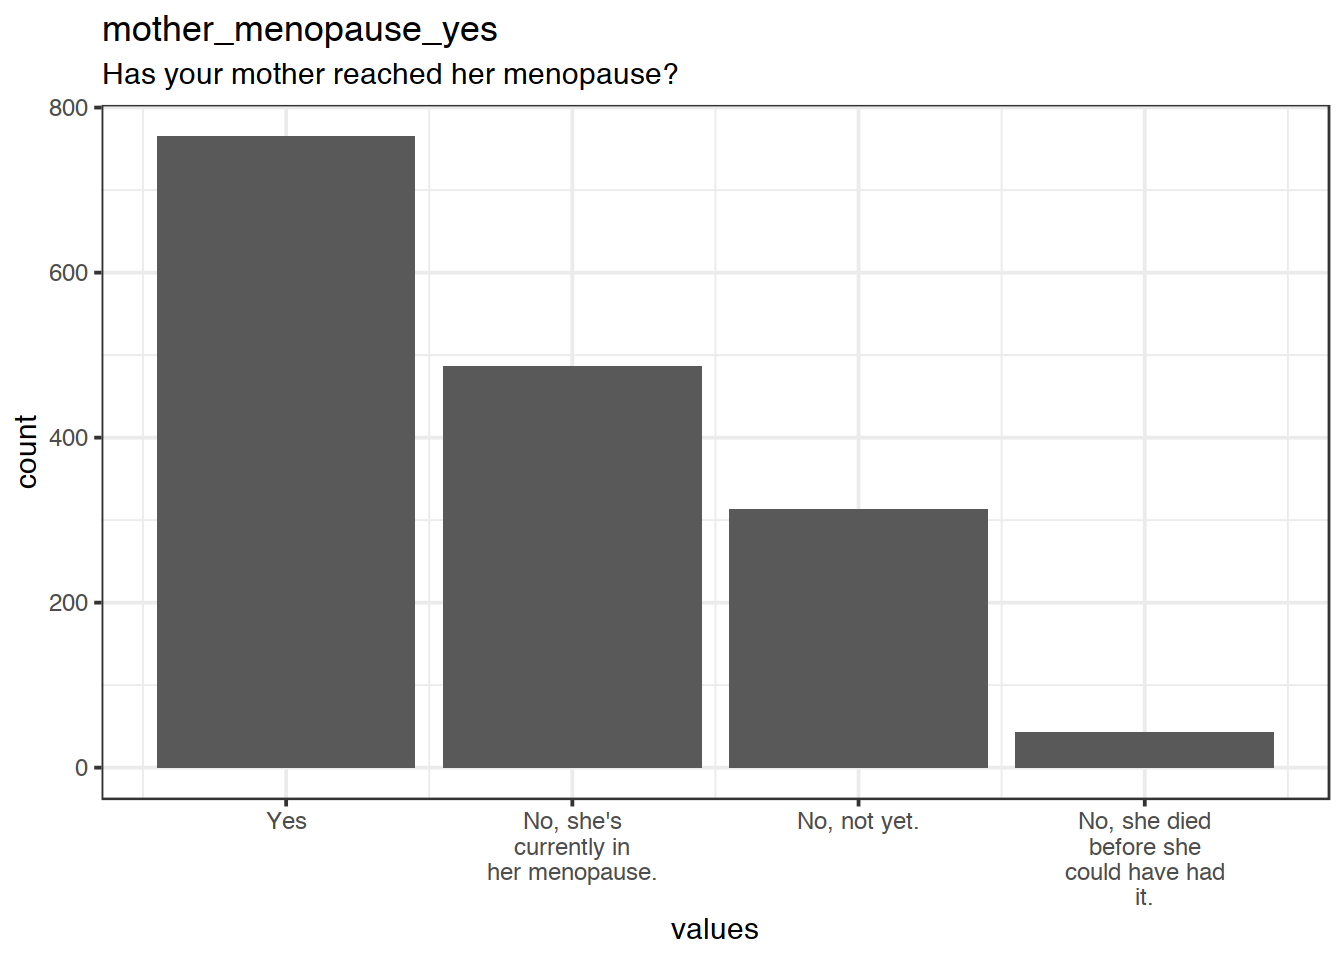 mother_menopause_yes
Has your mother reached her menopause?
800
600
400
200
0
count
Yes
No, she's
currently in
her menopause.
No, not yet.
No, she died
before she
could have had
it.
values